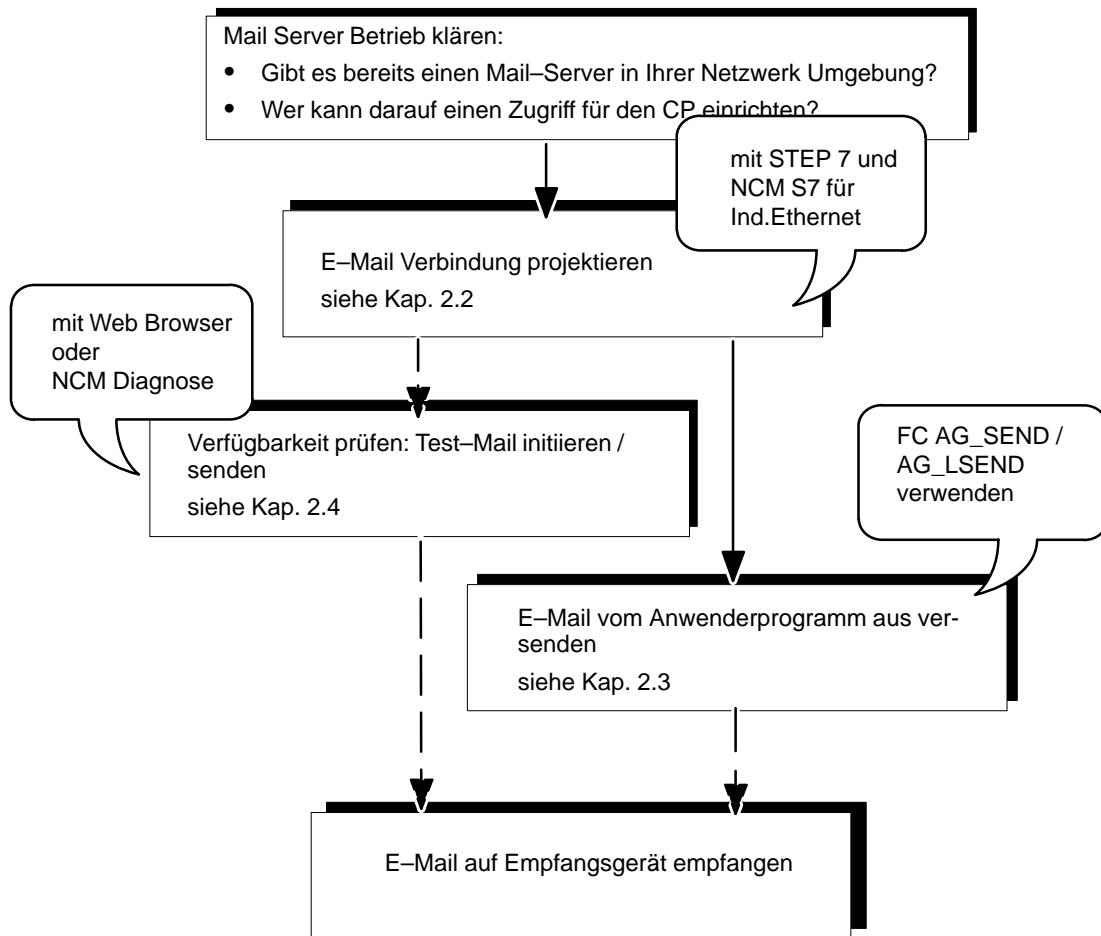 Mail Server Betrieb klären:
• Gibt es bereits einen Mail–Server in Ihrer Netzwerk Umgebung?
• Wer kann darauf einen Zugriff für den CP einrichten?
mit STEP 7 und
NCM S7 für
Ind.Ethernet
E–Mail Verbindung projektieren
siehe Kap. 2.2
mit Web Browser
oder
NCM Diagnose
Verfügbarkeit prüfen: Test–Mail initiieren /
senden
siehe Kap. 2.4
FC AG_SEND /
AG_LSEND
verwenden
E–Mail vom Anwenderprogramm aus ver-
senden
siehe Kap. 2.3
E–Mail auf Empfangsgerät empfangen